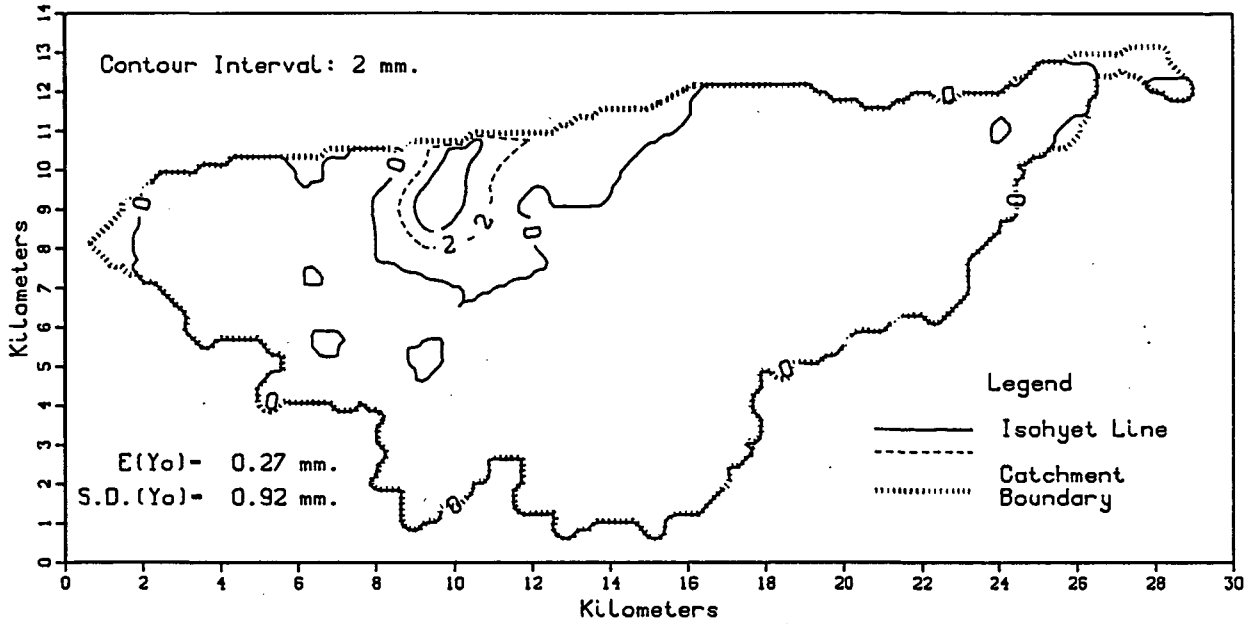 Contour Interval: 2 mm.
14
13
12
11
10
9
8
7
6
5
4
3
2
1
0
Kilometers
0
0
0
2
2
0
0
0
0
0
0
E(Yo)- 0.27 mm.
S.D.(Yo)- 0.92 mm.
Legend
Isohyet Line
Catchment
Boundary
0 2 4 6 8 10 12 14 16 18 20 22 24 26 28 30
Kilometers